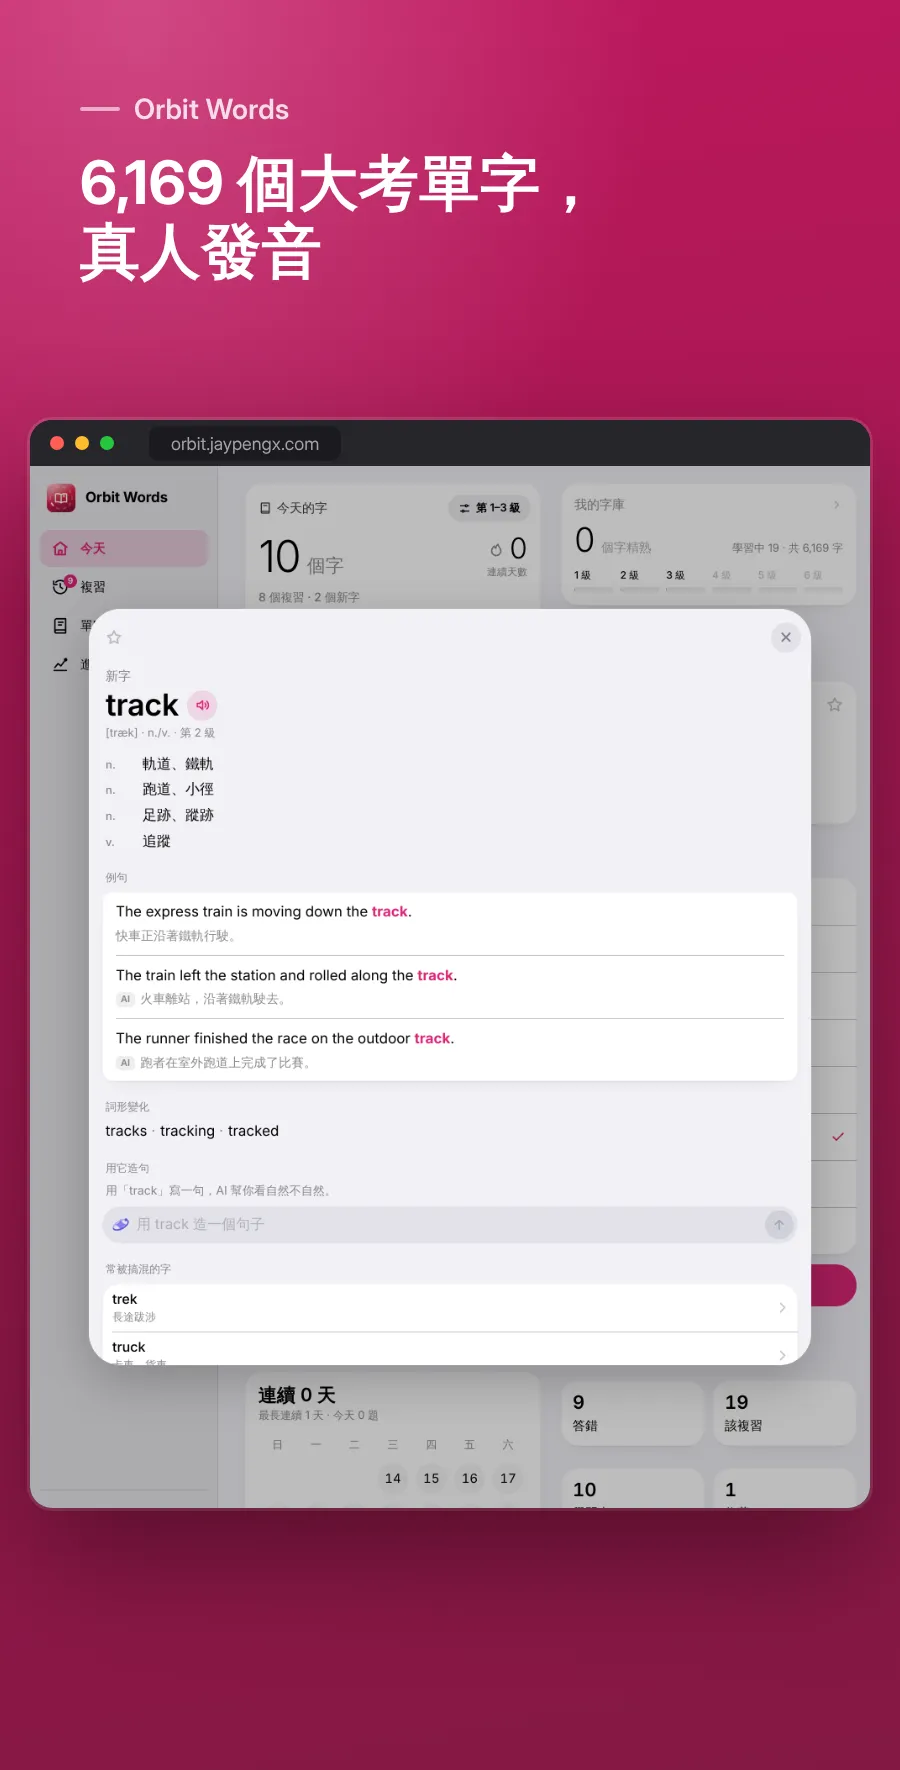 Orbit Words
6,169 個大考單字，
真人發音
orbit.jaypengx.com
Orbit Words
今天
9
複習
今天的字
第 1-3 級
10 個字
0
連續天數
8 個複習 · 2 個新字
我的字庫
0 個字精熟
學習中 19 · 共 6,169 字
1 級 2 級 3 級 4 級 5 級 6 級
新字
track
[træk] · n./v. · 第 2 級
n. 軌道、鐵軌
n. 跑道、小徑
n. 足跡、蹤跡
v. 追蹤
例句
The express train is moving down the track.
快車正沿著鐵軌行駛。
The train left the station and rolled along the track.
AI 火車離站，沿著鐵軌駛去。
The runner finished the race on the outdoor track.
AI 跑者在室外跑道上完成了比賽。
詞形變化
tracks · tracking · tracked
用它造句
用「track」寫一句，AI 幫你看自然不自然。
用 track 造一個句子
常被搞混的字
trek
長途跋涉
truck
連續 0 天
最長連續 1 天 · 今天 0 題
日 一 二 三 四 五 六
14 15 16 17
9
答錯
19
該複習
10
1